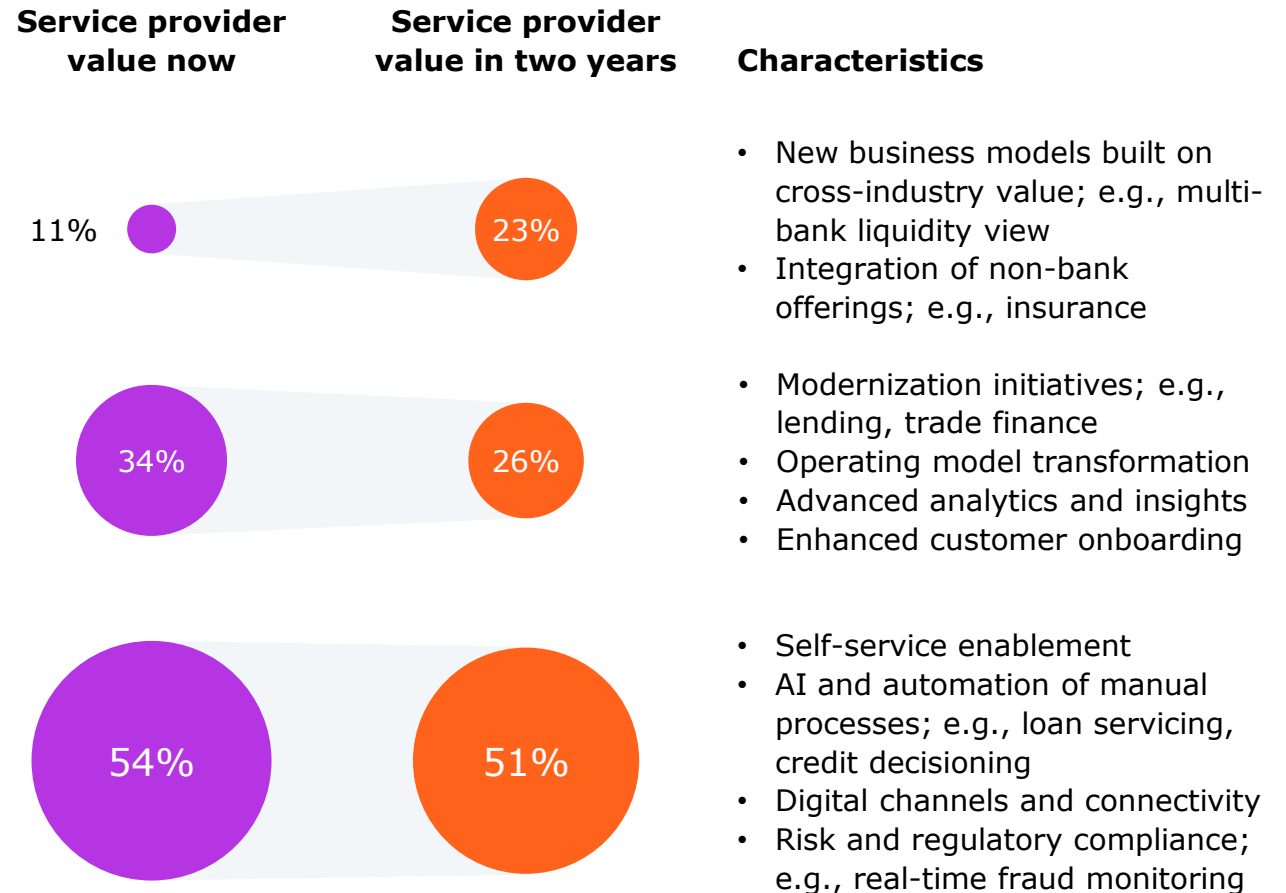 Service provider
value now
Service provider
value in two years
Characteristics
11%
23%
• New business models built on
cross-industry value; e.g., multi-
bank liquidity view
• Integration of non-bank
offerings; e.g., insurance
34%
26%
• Modernization initiatives; e.g.,
lending, trade finance
• Operating model transformation
• Advanced analytics and insights
• Enhanced customer onboarding
54%
51%
• Self-service enablement
• AI and automation of manual
processes; e.g., loan servicing,
credit decisioning
• Digital channels and connectivity
• Risk and regulatory compliance;
e.g., real-time fraud monitoring